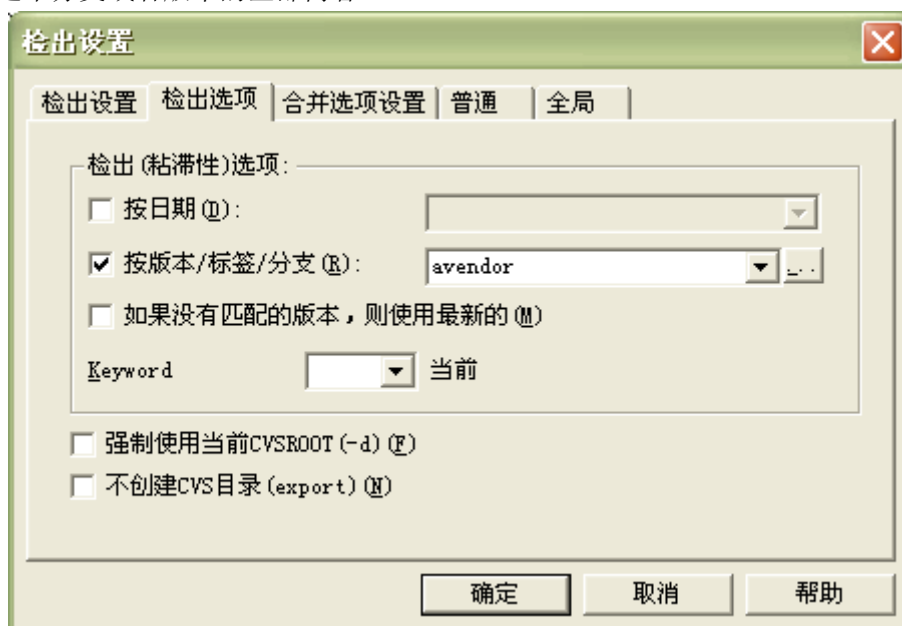 检出设置
检出设置 检出选项 合并选项设置 普通 全局
检出(粘滞性)选项:
按日期(D):
按版本/标签/分支(R): avendor ...
如果没有匹配的版本，则使用最新的(M)
Keyword 当前
强制使用当前CVSROOT(-d)(F)
不创建CVS目录(export)(N)
确定 取消 帮助